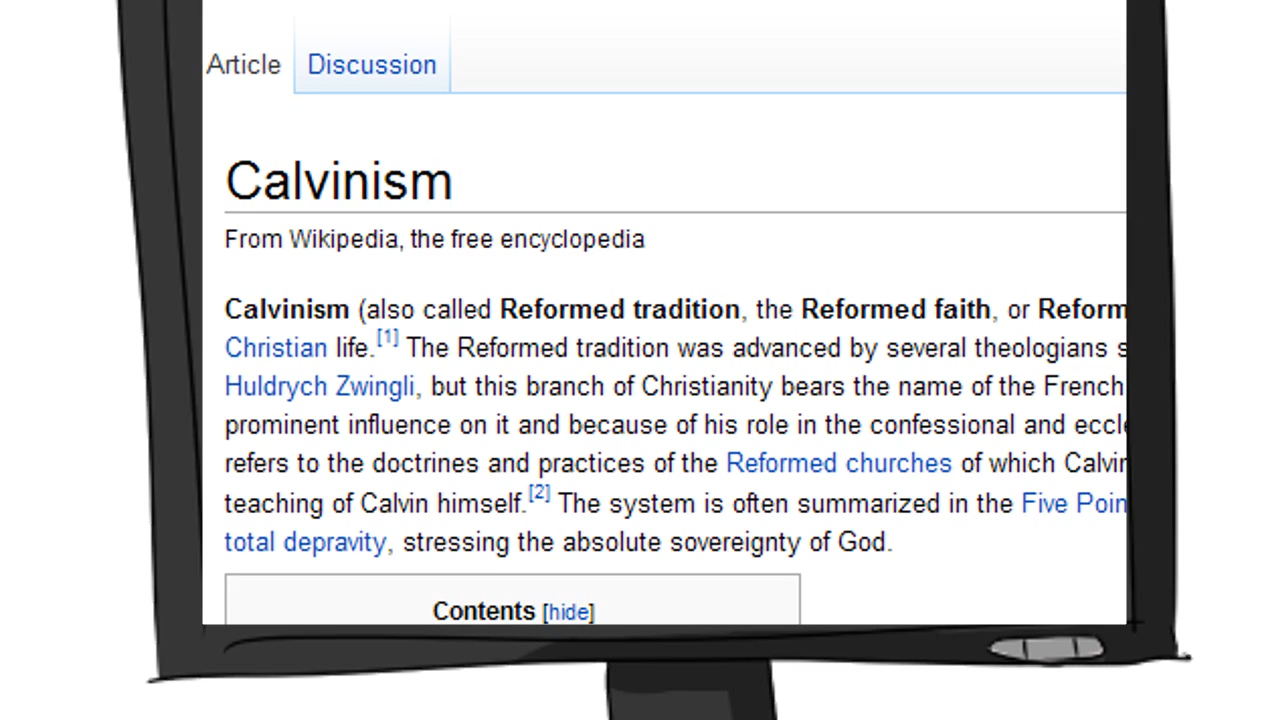 Article Discussion
Calvinism
From Wikipedia, the free encyclopedia
Calvinism (also called Reformed tradition, the Reformed faith, or Reform
Christian life.[1] The Reformed tradition was advanced by several theologians s
Huldrych Zwingli, but this branch of Christianity bears the name of the French
prominent influence on it and because of his role in the confessional and eccle
refers to the doctrines and practices of the Reformed churches of which Calvin
teaching of Calvin himself.[2] The system is often summarized in the Five Poin
total depravity, stressing the absolute sovereignty of God.
Contents [hide]